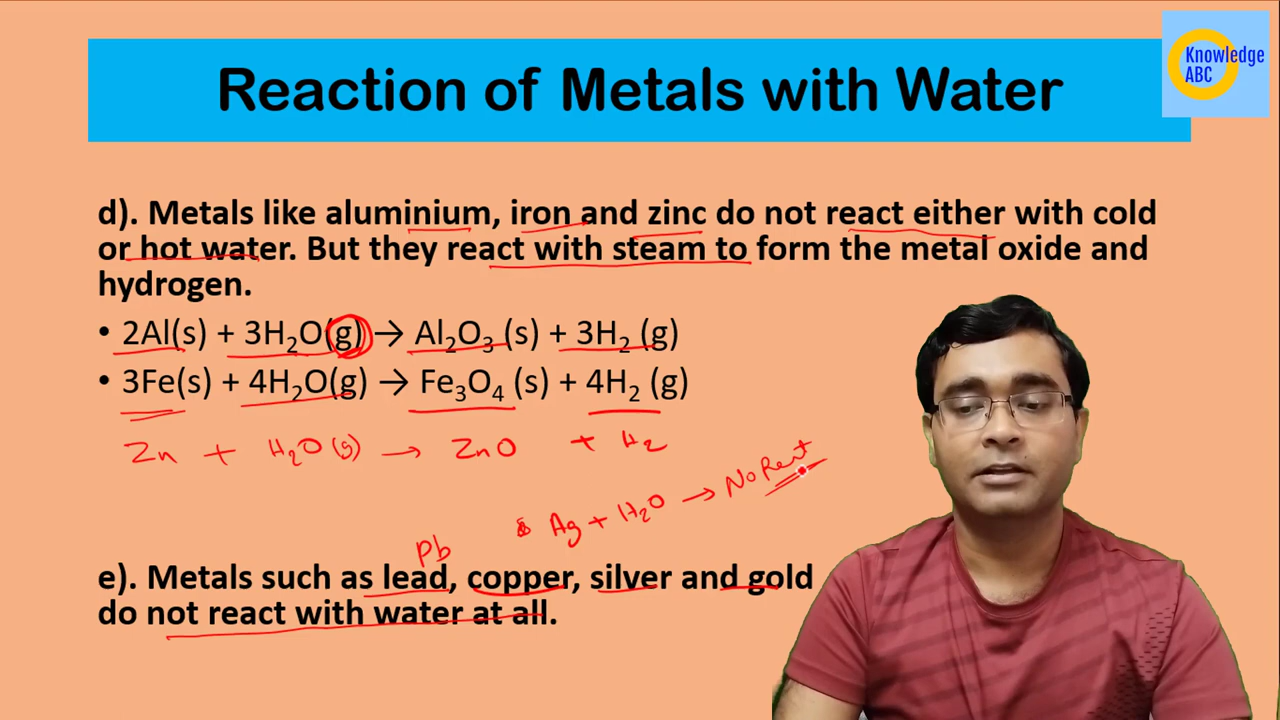 Knowledge
ABC
Reaction of Metals with Water
d). Metals like aluminium, iron and zinc do not react either with cold
or hot water. But they react with steam to form the metal oxide and
hydrogen.
• 2Al(s) + 3H₂O(g) → Al₂O₃ (s) + 3H₂ (g)
• 3Fe(s) + 4H₂O(g) → Fe₃O₄ (s) + 4H₂ (g)
Zn + H₂O(g) → ZnO + H₂
Ag + H₂O → No Reat
Pb
e). Metals such as lead, copper, silver and gold
do not react with water at all.